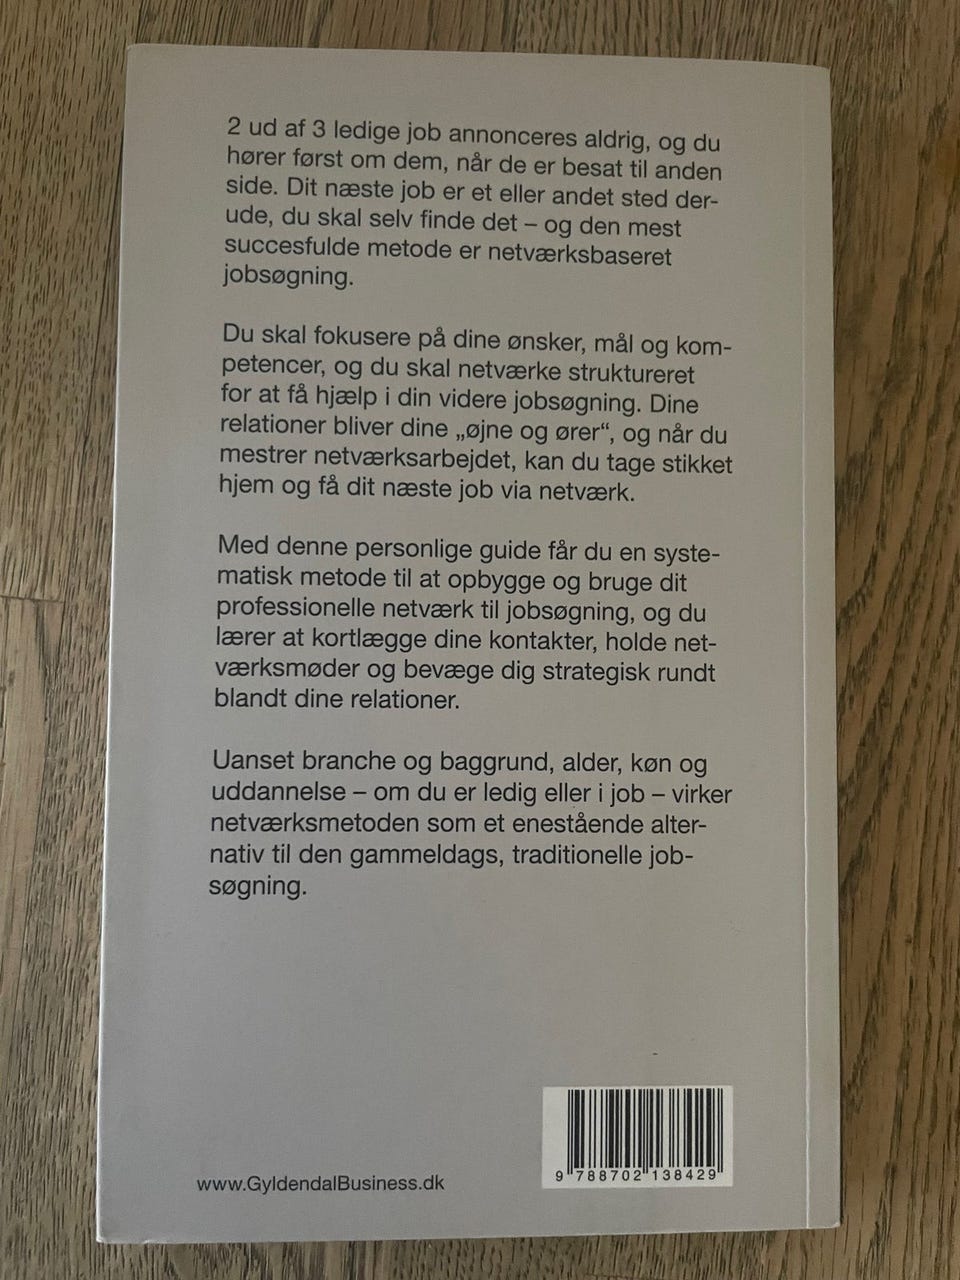 2 ud af 3 ledige job annonceres aldrig, og du
hører først om dem, når de er besat til anden
side. Dit næste job er et eller andet sted der-
ude, du skal selv finde det – og den mest
succesfulde metode er netværksbaseret
jobsøgning.
Du skal fokusere på dine ønsker, mål og kom-
petencer, og du skal netværke struktureret
for at få hjælp i din videre jobsøgning. Dine
relationer bliver dine „øjne og ører“, og når du
mestrer netværksarbejdet, kan du tage stikket
hjem og få dit næste job via netværk.
Med denne personlige guide får du en syste-
matisk metode til at opbygge og bruge dit
professionelle netværk til jobsøgning, og du
lærer at kortlægge dine kontakter, holde net-
værksmøder og bevæge dig strategisk rundt
blandt dine relationer.
Uanset branche og baggrund, alder, køn og
uddannelse – om du er ledig eller i job – virker
netværksmetoden som et enestående alter-
nativ til den gammeldags, traditionelle job-
søgning.
www.GyldendalBusiness.dk
9 788702 138429